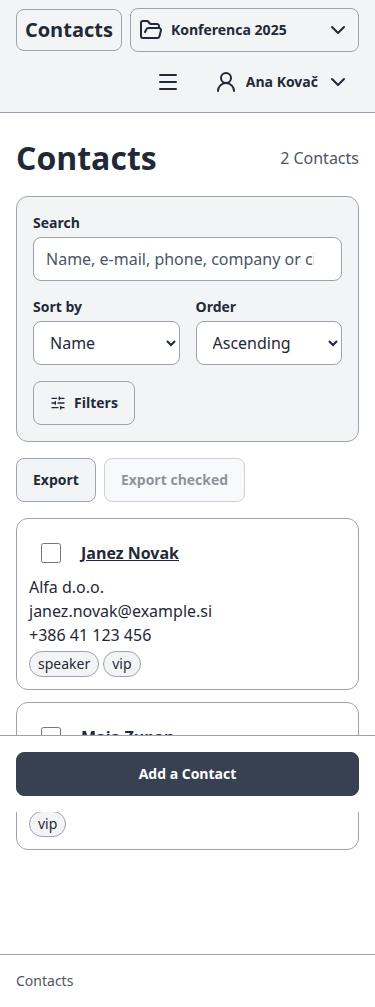 Contacts
Konferenca 2025
Ana Kovač
Contacts
2 Contacts
Search
Name, e-mail, phone, company or c
Sort by
Order
Name
Ascending
Filters
Export
Export checked
Janez Novak
Alfa d.o.o.
janez.novak@example.si
+386 41 123 456
speaker
vip
Add a Contact
vip
Contacts